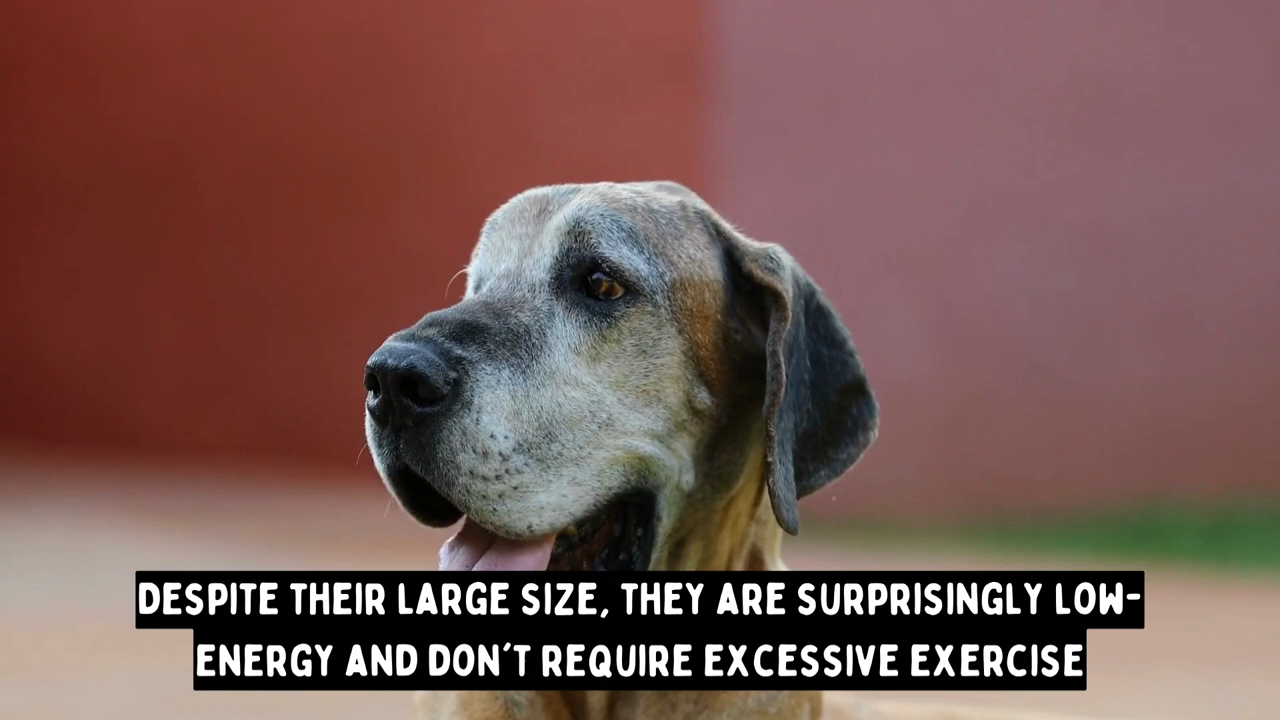 DESPITE THEIR LARGE SIZE, THEY ARE SURPRISINGLY LOW-
ENERGY AND DON'T REQUIRE EXCESSIVE EXERCISE